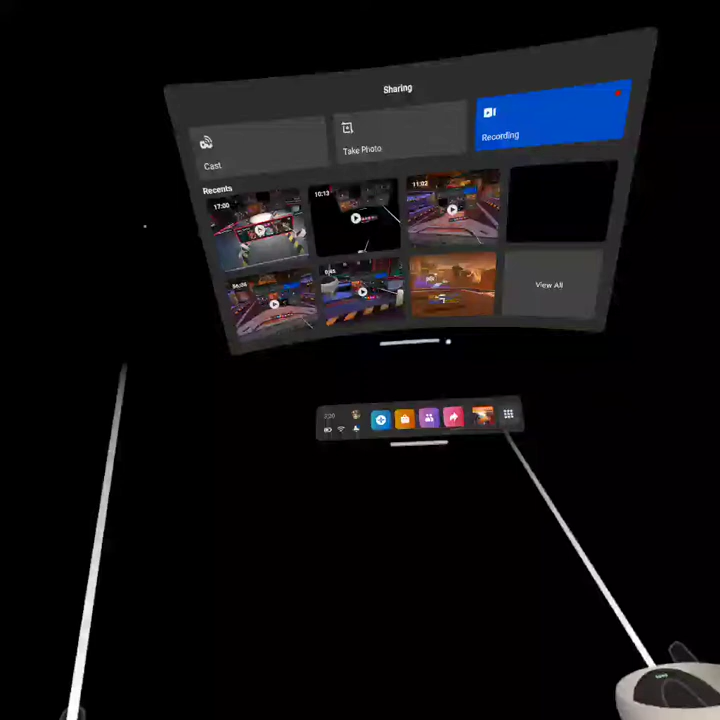 Sharing
Cast
Take Photo
Recording
Recents
17:00
10:13
11:02
View All